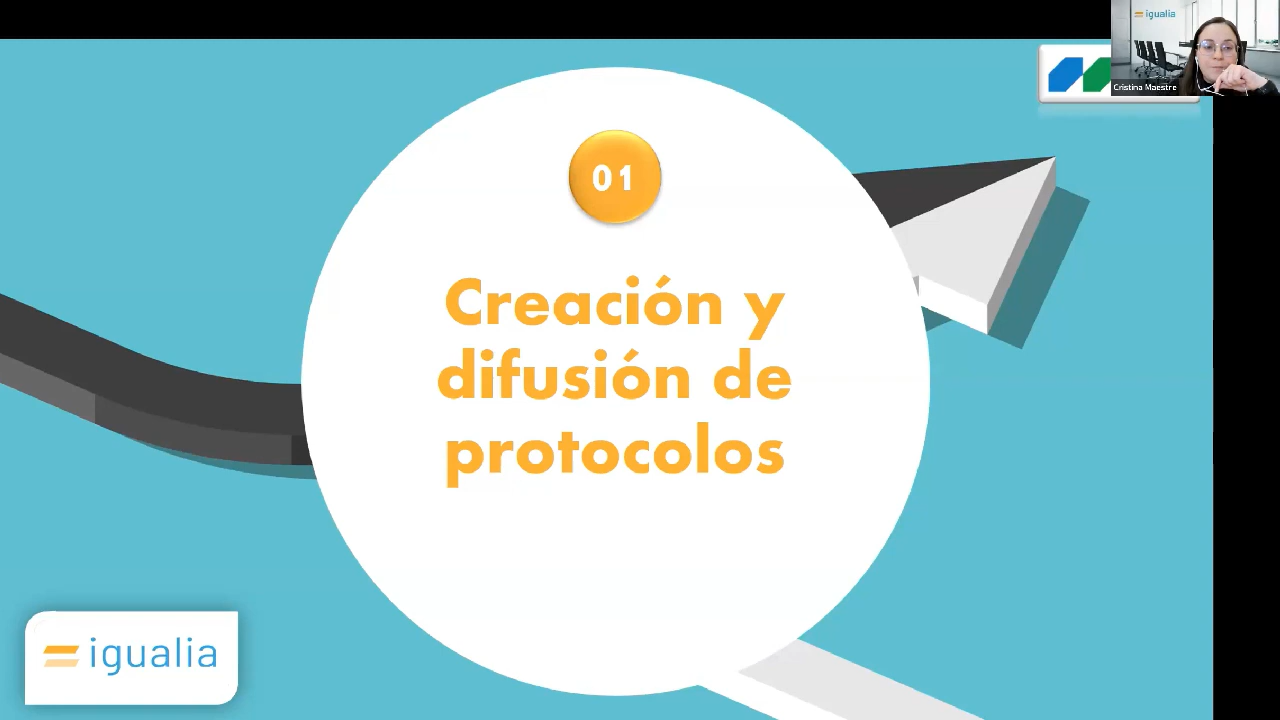 igualia
Cristina Maestre
01
Creación y
difusión de
protocolos
igualia